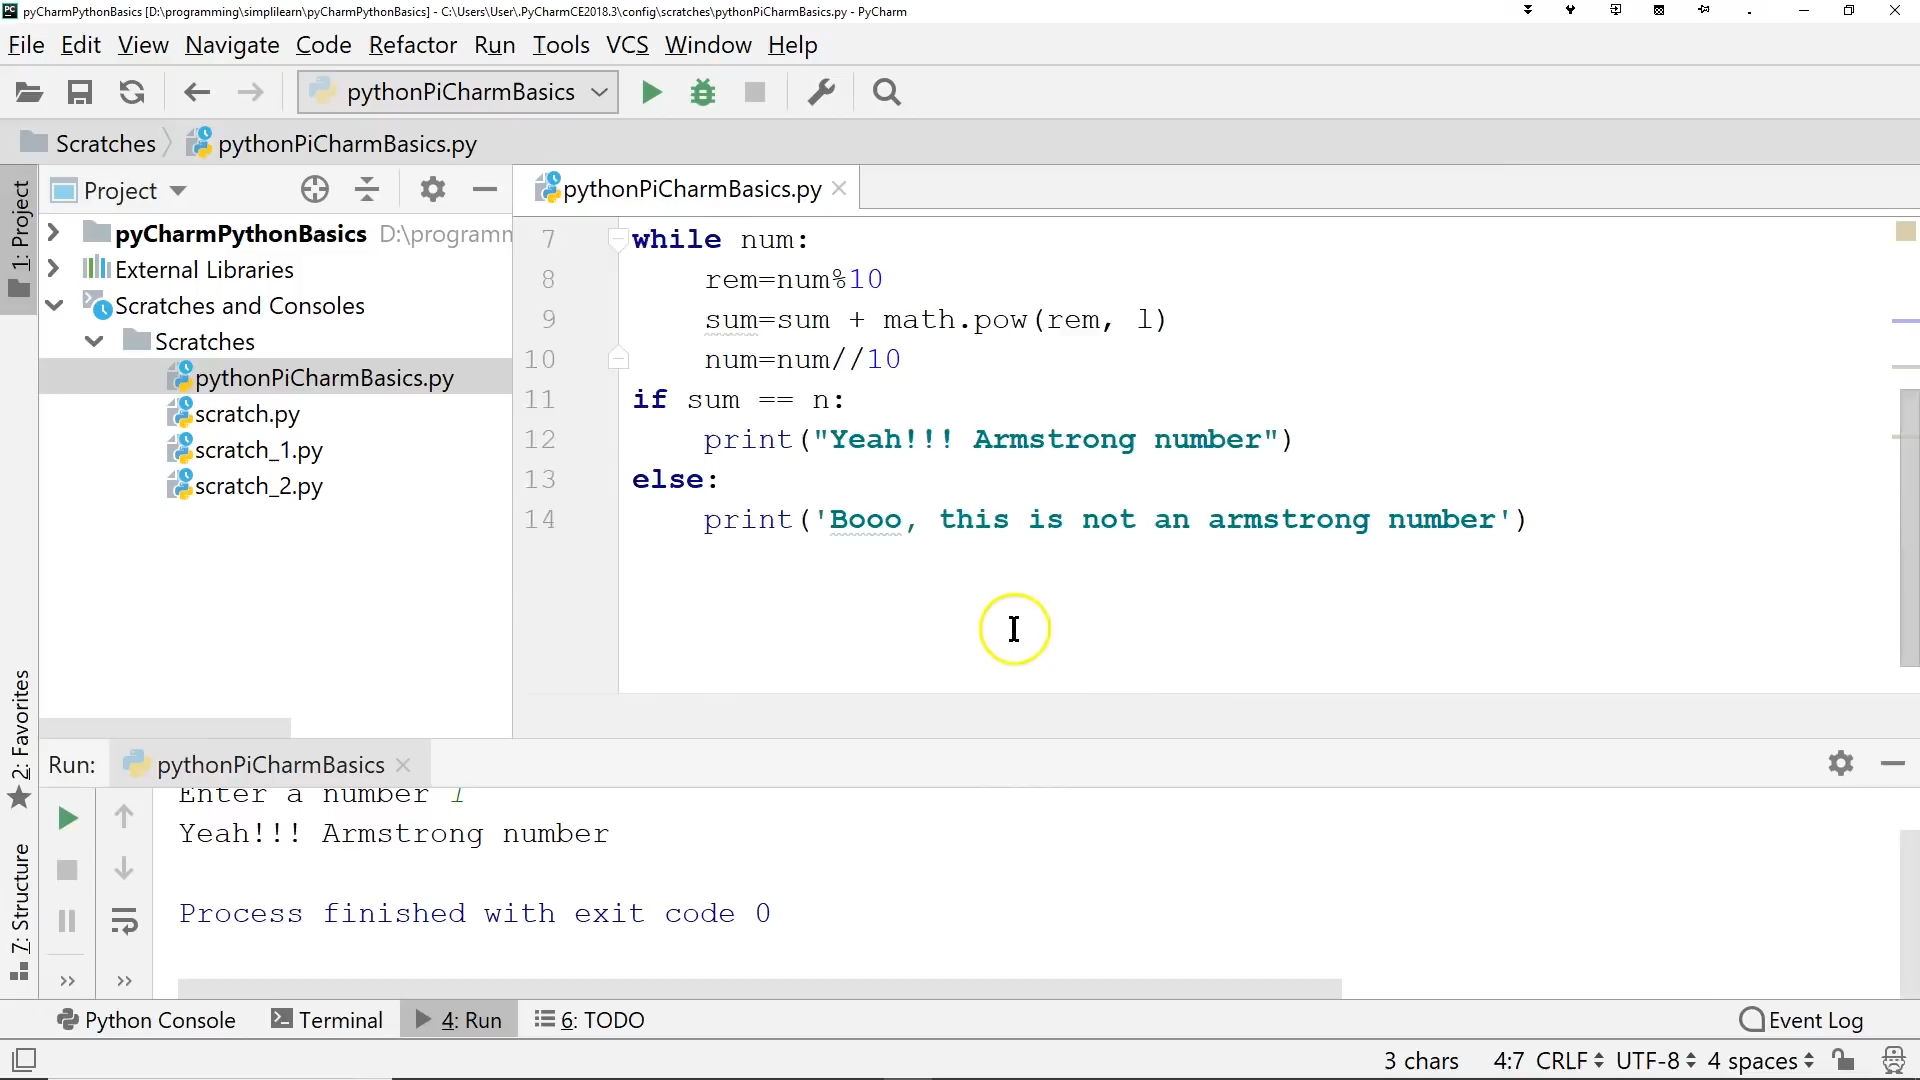 pyCharmPythonBasics [D:\programming\simplilearn\pyCharmPythonBasics] - C:\Users\User\.PyCharmCE2018.3\config\scratches\pythonPiCharmBasics.py - PyCharm
File Edit View Navigate Code Refactor Run Tools VCS Window Help
pythonPiCharmBasics
Scratches pythonPiCharmBasics.py
1: Project
Project
pyCharmPythonBasics D:\programm
External Libraries
Scratches and Consoles
Scratches
pythonPiCharmBasics.py
scratch.py
scratch_1.py
scratch_2.py
pythonPiCharmBasics.py
7 while num:
8 rem=num%10
9 sum=sum + math.pow(rem, l)
10 num=num//10
11 if sum == n:
12 print("Yeah!!! Armstrong number")
13 else:
14 print('Booo, this is not an armstrong number')
2: Favorites
7: Structure
Run: pythonPiCharmBasics
Enter a number 1
Yeah!!! Armstrong number
Process finished with exit code 0
Python Console Terminal 4: Run 6: TODO Event Log
3 chars 4:7 CRLF UTF-8 4 spaces